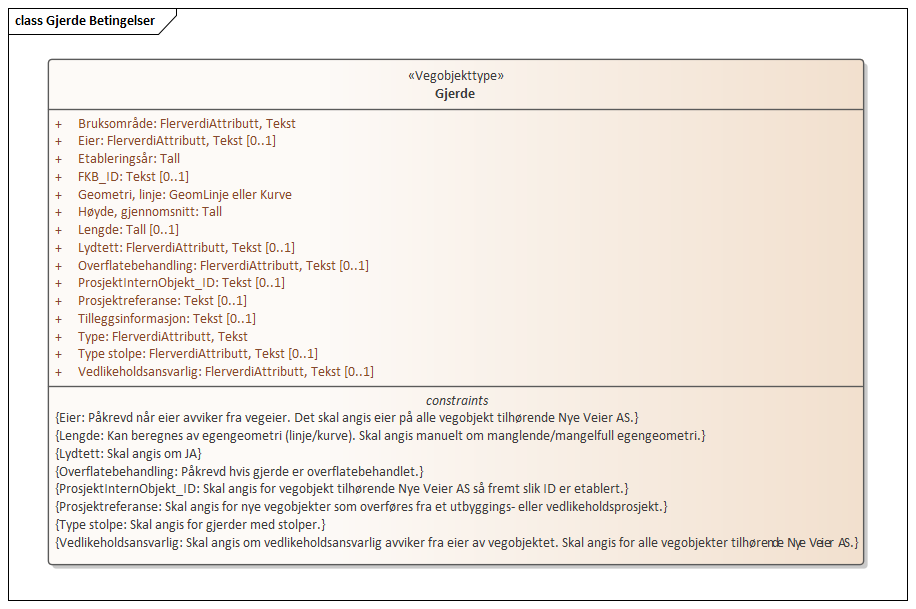 class Gjerde Betingelser
«Vegobjekttype»
Gjerde
+ Bruksområde: FlerverdiAttributt, Tekst
+ Eier: FlerverdiAttributt, Tekst [0..1]
+ Etableringsår: Tall
+ FKB_ID: Tekst [0..1]
+ Geometri, linje: GeomLinje eller Kurve
+ Høyde, gjennomsnitt: Tall
+ Lengde: Tall [0..1]
+ Lydtett: FlerverdiAttributt, Tekst [0..1]
+ Overflatebehandling: FlerverdiAttributt, Tekst [0..1]
+ ProsjektInternObjekt_ID: Tekst [0..1]
+ Prosjektreferanse: Tekst [0..1]
+ Tilleggsinformasjon: Tekst [0..1]
+ Type: FlerverdiAttributt, Tekst
+ Type stolpe: FlerverdiAttributt, Tekst [0..1]
+ Vedlikeholdsansvarlig: FlerverdiAttributt, Tekst [0..1]
constraints
{Eier: Påkrevd når eier avviker fra vegeier. Det skal angis eier på alle vegobjekt tilhørende Nye Veier AS.}
{Lengde: Kan beregnes av egengeometri (linje/kurve). Skal angis manuelt om manglende/mangelfull egengeometri.}
{Lydtett: Skal angis om JA}
{Overflatebehandling: Påkrevd hvis gjerde er overflatebehandlet.}
{ProsjektInternObjekt_ID: Skal angis for vegobjekt tilhørende Nye Veier AS så fremt slik ID er etablert.}
{Prosjektreferanse: Skal angis for nye vegobjekter som overføres fra et utbyggings- eller vedlikeholdsprosjekt.}
{Type stolpe: Skal angis for gjerder med stolper.}
{Vedlikeholdsansvarlig: Skal angis om vedlikeholdsansvarlig avviker fra eier av vegobjektet. Skal angis for alle vegobjekter tilhørende Nye Veier AS.}